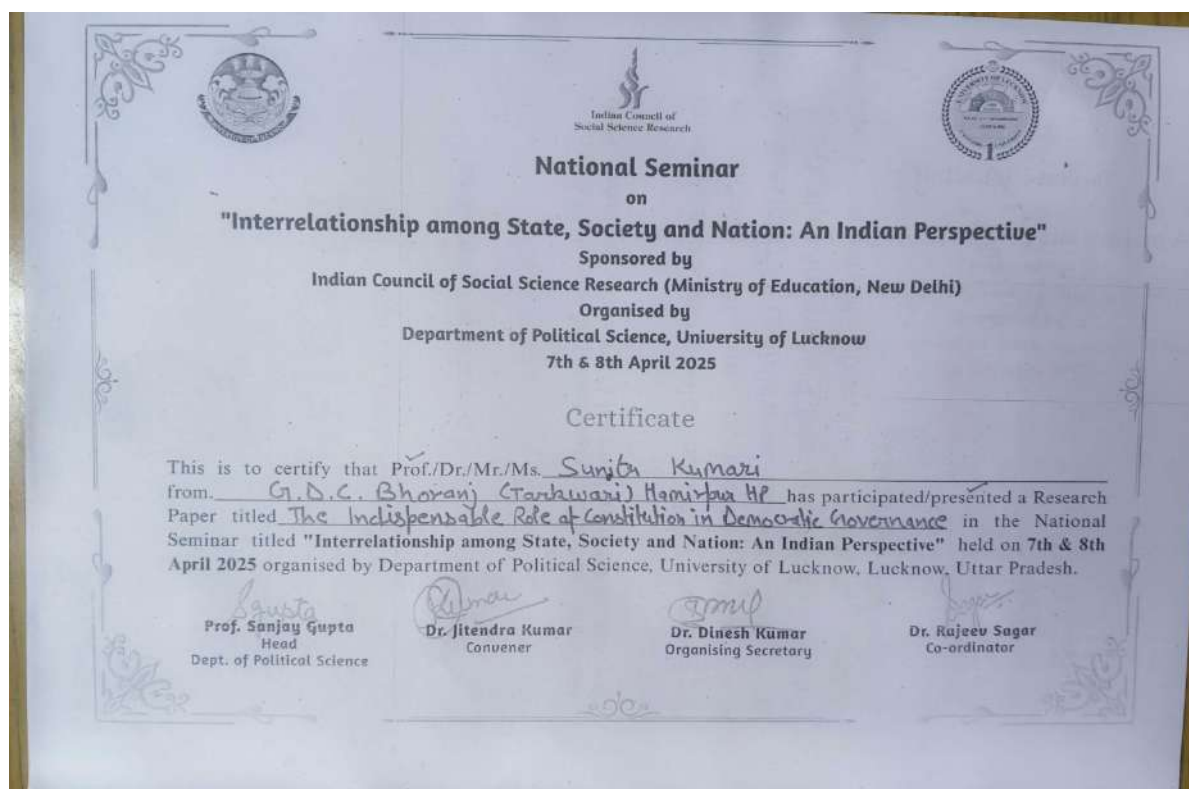 Indian Council of
Social Science Research
UNIVERSITY OF LUCKNOW
National Seminar
on
"Interrelationship among State, Society and Nation: An Indian Perspective"
Sponsored by
Indian Council of Social Science Research (Ministry of Education, New Delhi)
Organised by
Department of Political Science, University of Lucknow
7th & 8th April 2025
Certificate
This is to certify that Prof./Dr./Mr./Ms. Sunita Kumari
from. G.D.C. Bhoranj (Tarkwari) Hamirpur HP has participated/presented a Research
Paper titled The Indispensable Role of Constitution in Democratic Governance in the National
Seminar titled "Interrelationship among State, Society and Nation: An Indian Perspective" held on 7th & 8th
April 2025 organised by Department of Political Science, University of Lucknow, Lucknow, Uttar Pradesh.
Prof. Sanjay Gupta
Head
Dept. of Political Science
Dr. Jitendra Kumar
Convener
Dr. Dinesh Kumar
Organising Secretary
Dr. Rajeev Sagar
Co-ordinator